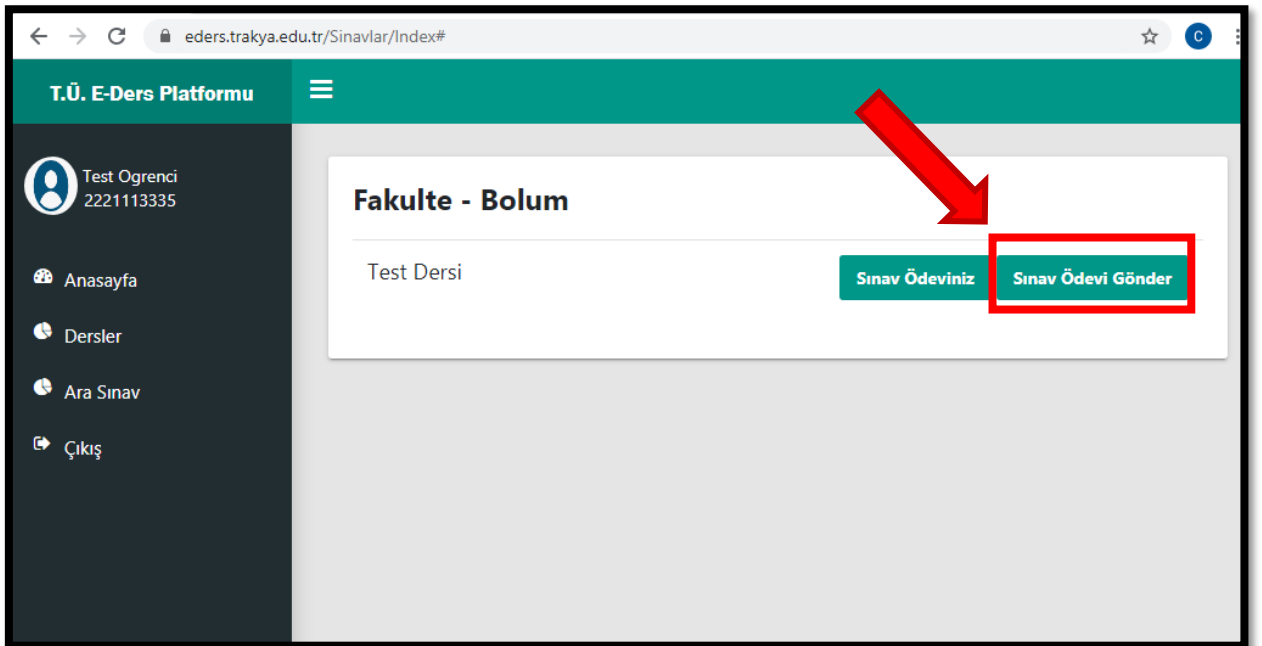 eders.trakya.edu.tr/Sinavlar/Index#
C
T.Ü. E-Ders Platformu
Test Ogrenci
2221113335
Anasayfa
Dersler
Ara Sınav
Çıkış
Fakulte - Bolum
Test Dersi
Sınav Ödeviniz
Sınav Ödevi Gönder